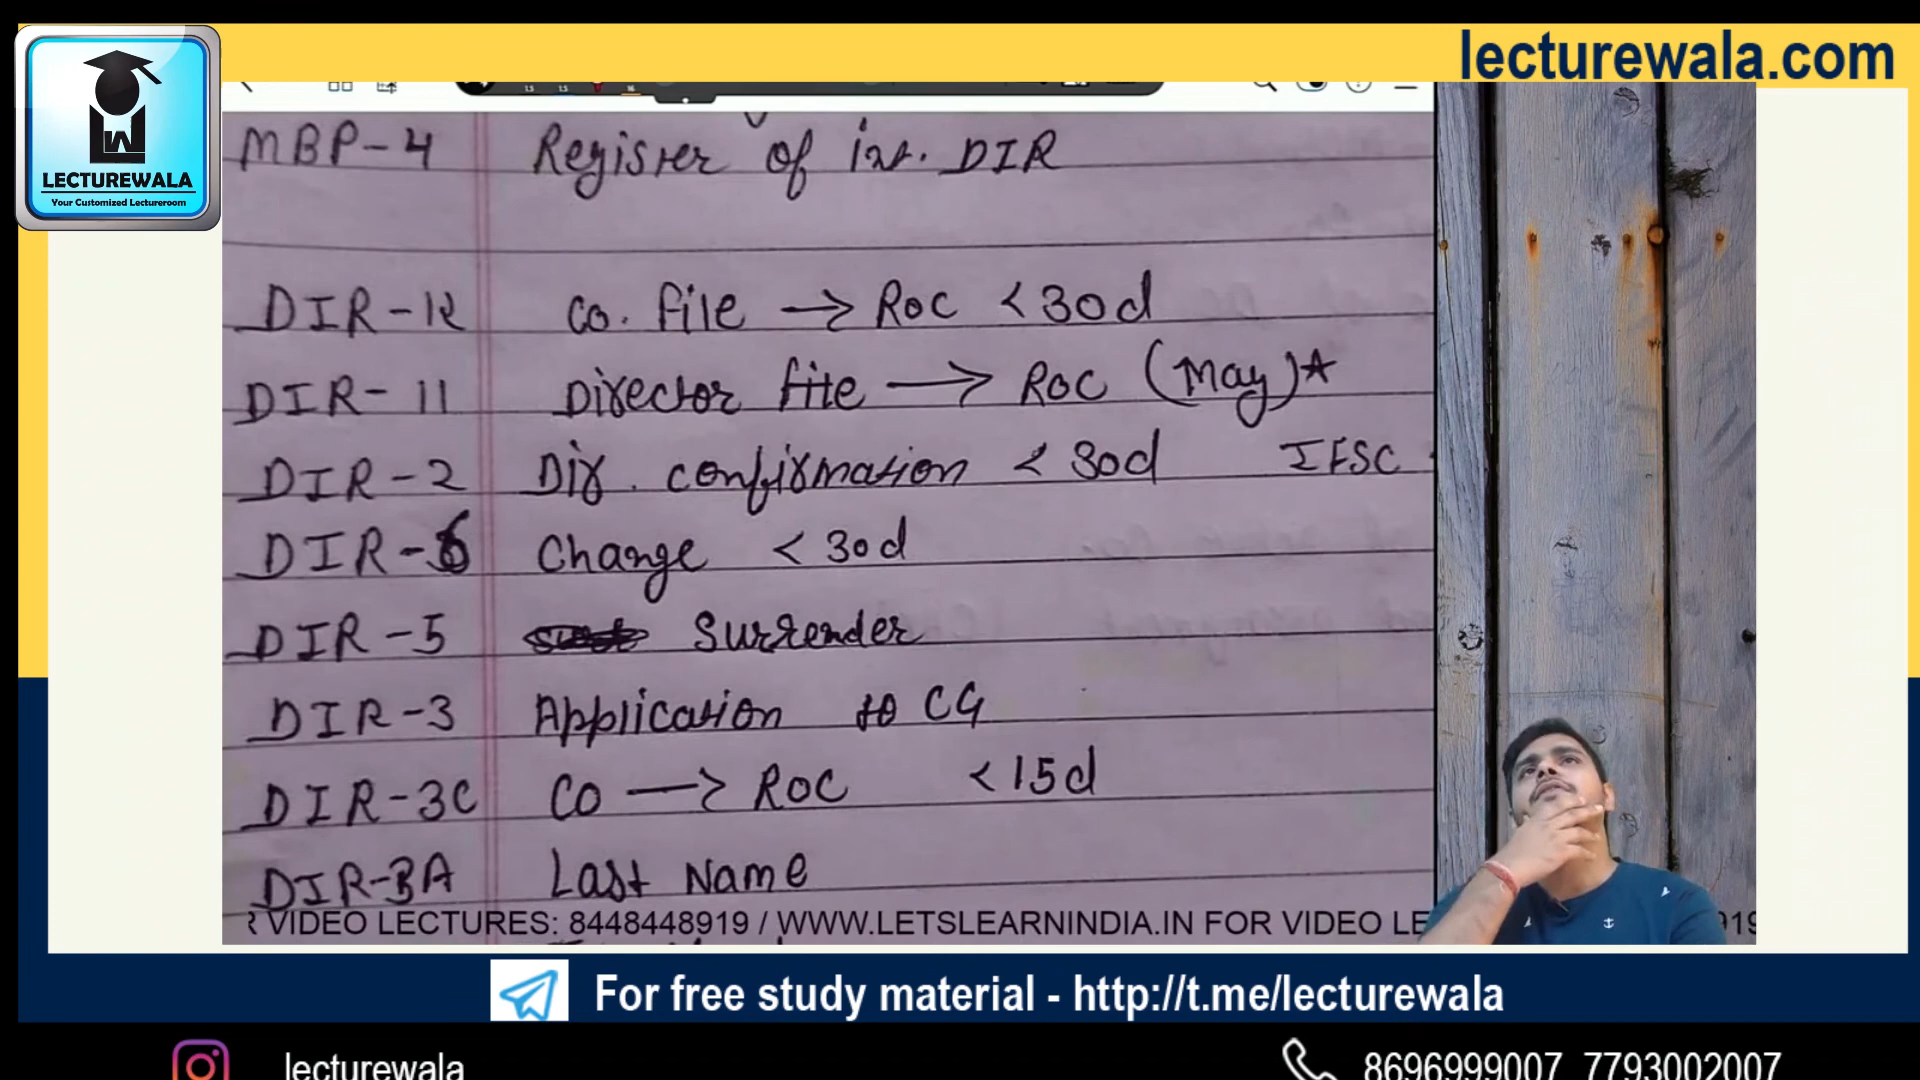 lecturewala.com
LW
LECTUREWALA
Your Customized Lectureroom
MBP-4 Register of int. DIR
DIR-12 Co. file → ROC < 30d
DIR-11 Director file → ROC (May)★
DIR-2 Dir. confirmation < 30d IFSC
DIR-6 Change < 30d
DIR-5 Surrender
DIR-3 Application to CG
DIR-3C Co → ROC < 15d
DIR-3A Last Name
R VIDEO LECTURES: 8448448919 / WWW.LETSLEARNINDIA.IN FOR VIDEO LE 919
For free study material - http://t.me/lecturewala
lecturewala
8696999007, 7793002007